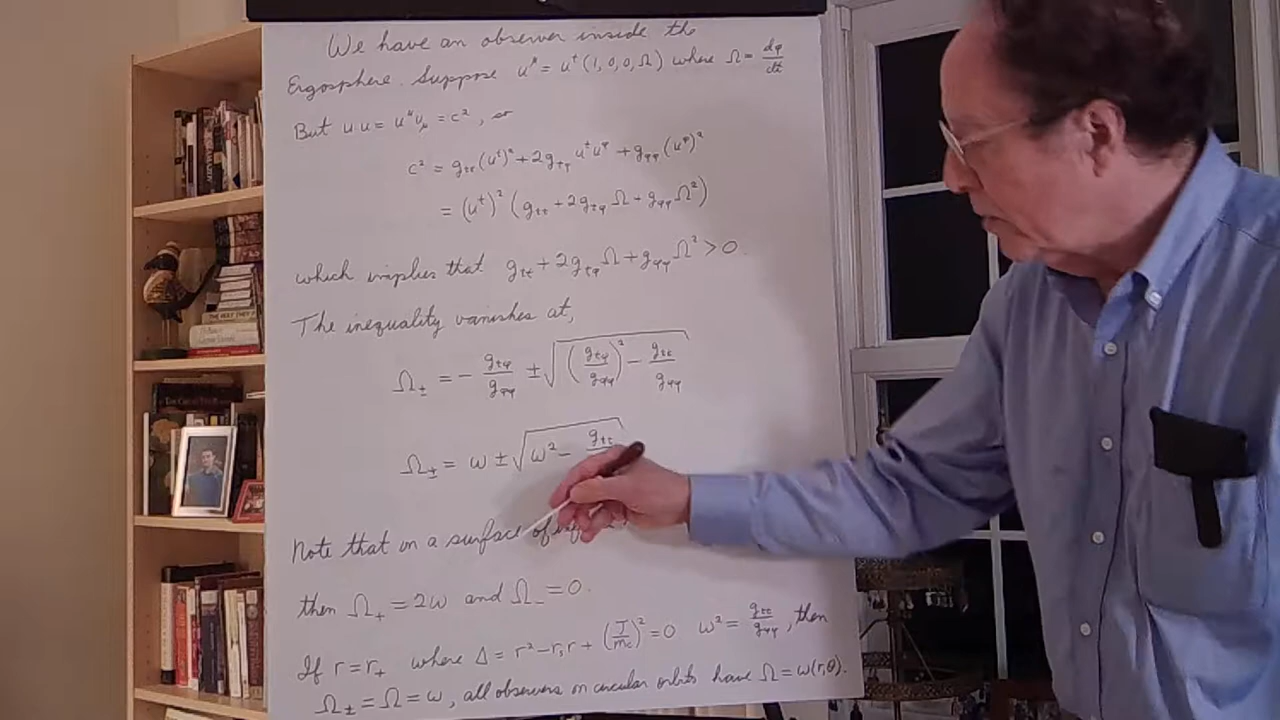 We have an observer inside the
Ergosphere. Suppose u^μ = u^t (1, 0, 0, Ω) where Ω = dφ/dt
But u·u = u^μ u_μ = c², so
c² = g_tt (u^t)² + 2g_tφ u^t u^φ + g_φφ (u^φ)²
= (u^t)² (g_tt + 2g_tφ Ω + g_φφ Ω²)
which implies that g_tt + 2g_tφ Ω + g_φφ Ω² > 0.
The inequality vanishes at,
Ω_± = - g_tφ/g_φφ ± √((g_tφ/g_φφ)² - g_tt/g_φφ)
Ω_± = ω ± √(ω² - g_tt
Note that on a surface of
then Ω_+ = 2ω and Ω_- = 0.
If r = r_+ where Δ = r² - r_s r + (J/mc)² = 0 ω² = g_tt/g_φφ, then
Ω_± = Ω = ω, all observers on circular orbits have Ω = ω(r,θ).